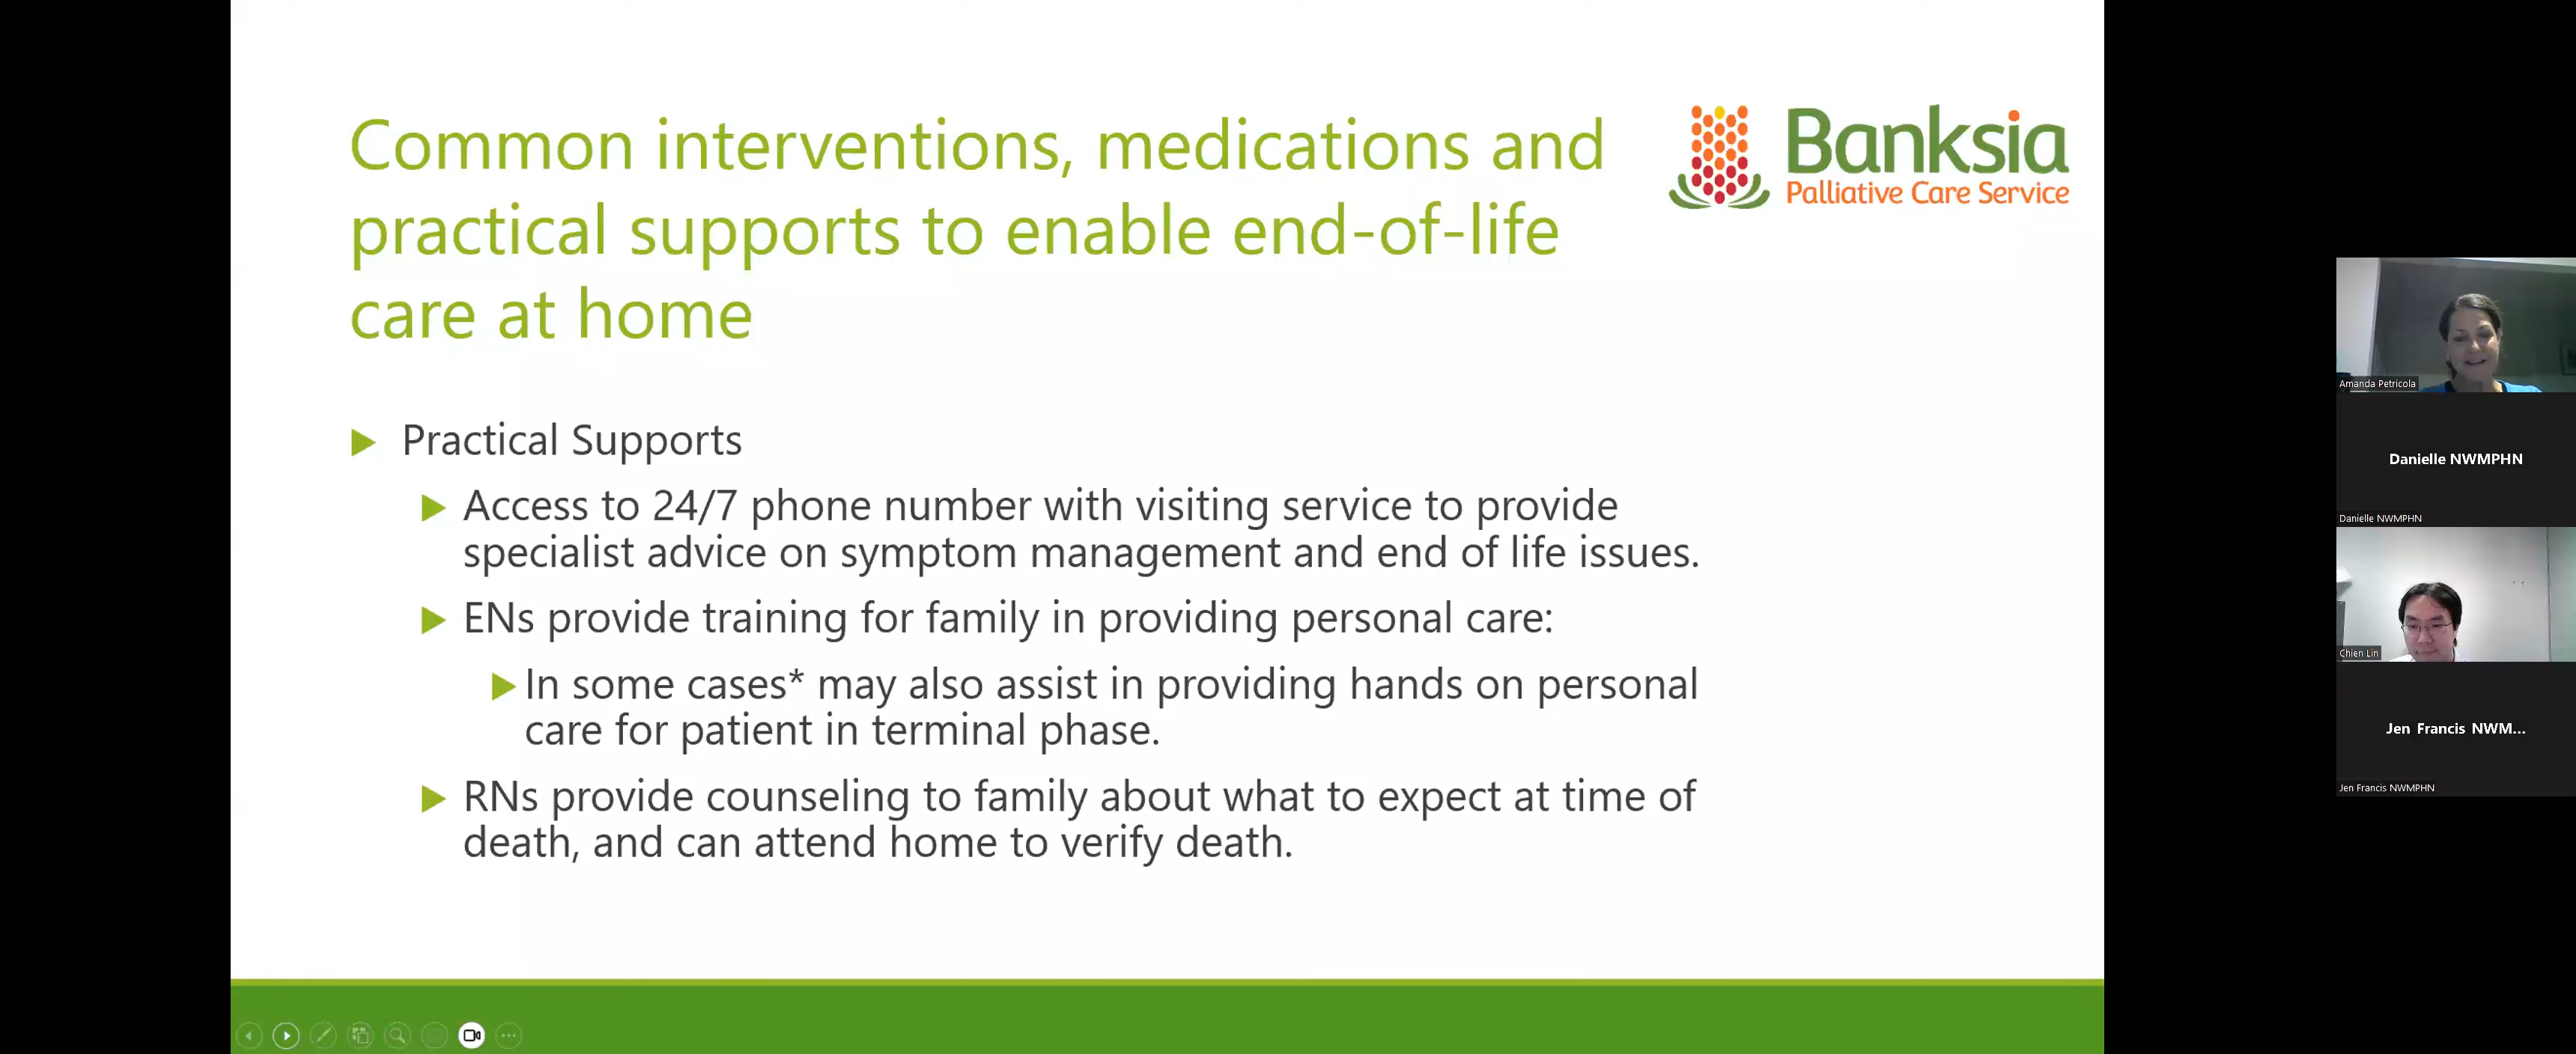 Common interventions, medications and
practical supports to enable end-of-life
care at home
Banksia
Palliative Care Service
Practical Supports
Access to 24/7 phone number with visiting service to provide
specialist advice on symptom management and end of life issues.
ENs provide training for family in providing personal care:
In some cases* may also assist in providing hands on personal
care for patient in terminal phase.
RNs provide counseling to family about what to expect at time of
death, and can attend home to verify death.
Amanda Petricola
Danielle NWMPHN
Danielle NWMPHN
Chien Lin
Jen Francis NWM...
Jen Francis NWMPHN